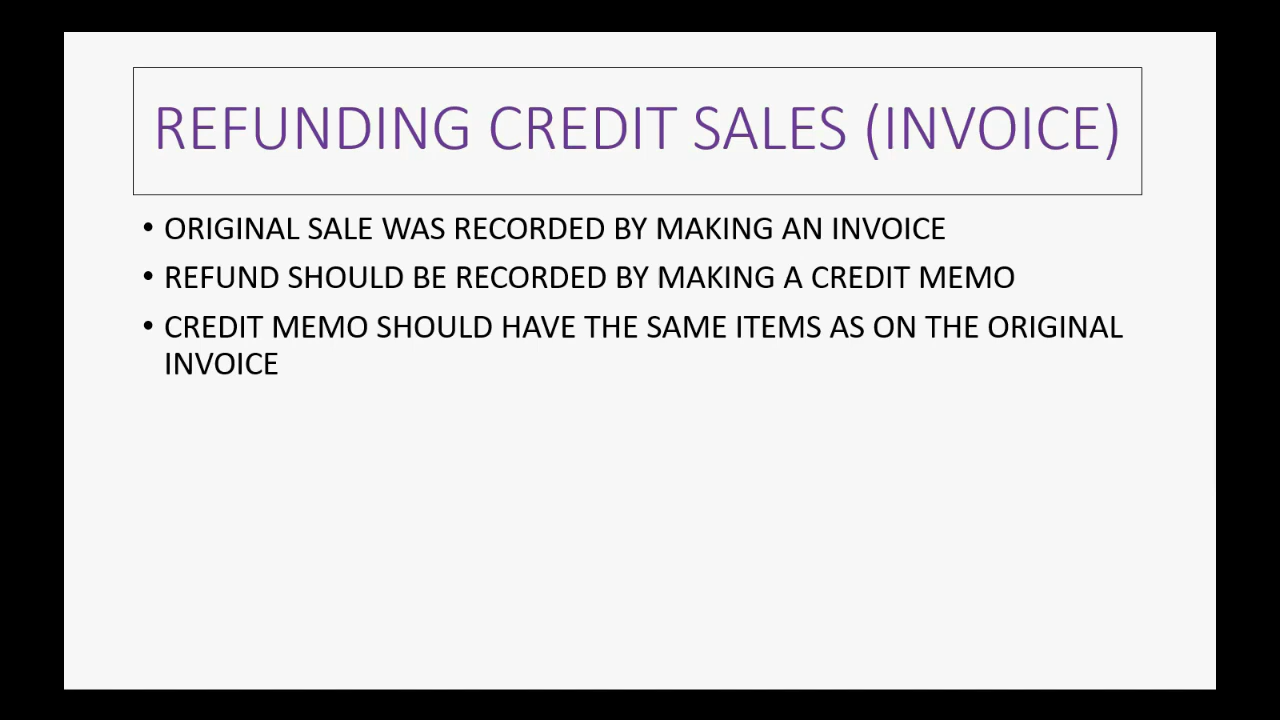 REFUNDING CREDIT SALES (INVOICE)
• ORIGINAL SALE WAS RECORDED BY MAKING AN INVOICE
• REFUND SHOULD BE RECORDED BY MAKING A CREDIT MEMO
• CREDIT MEMO SHOULD HAVE THE SAME ITEMS AS ON THE ORIGINAL
INVOICE